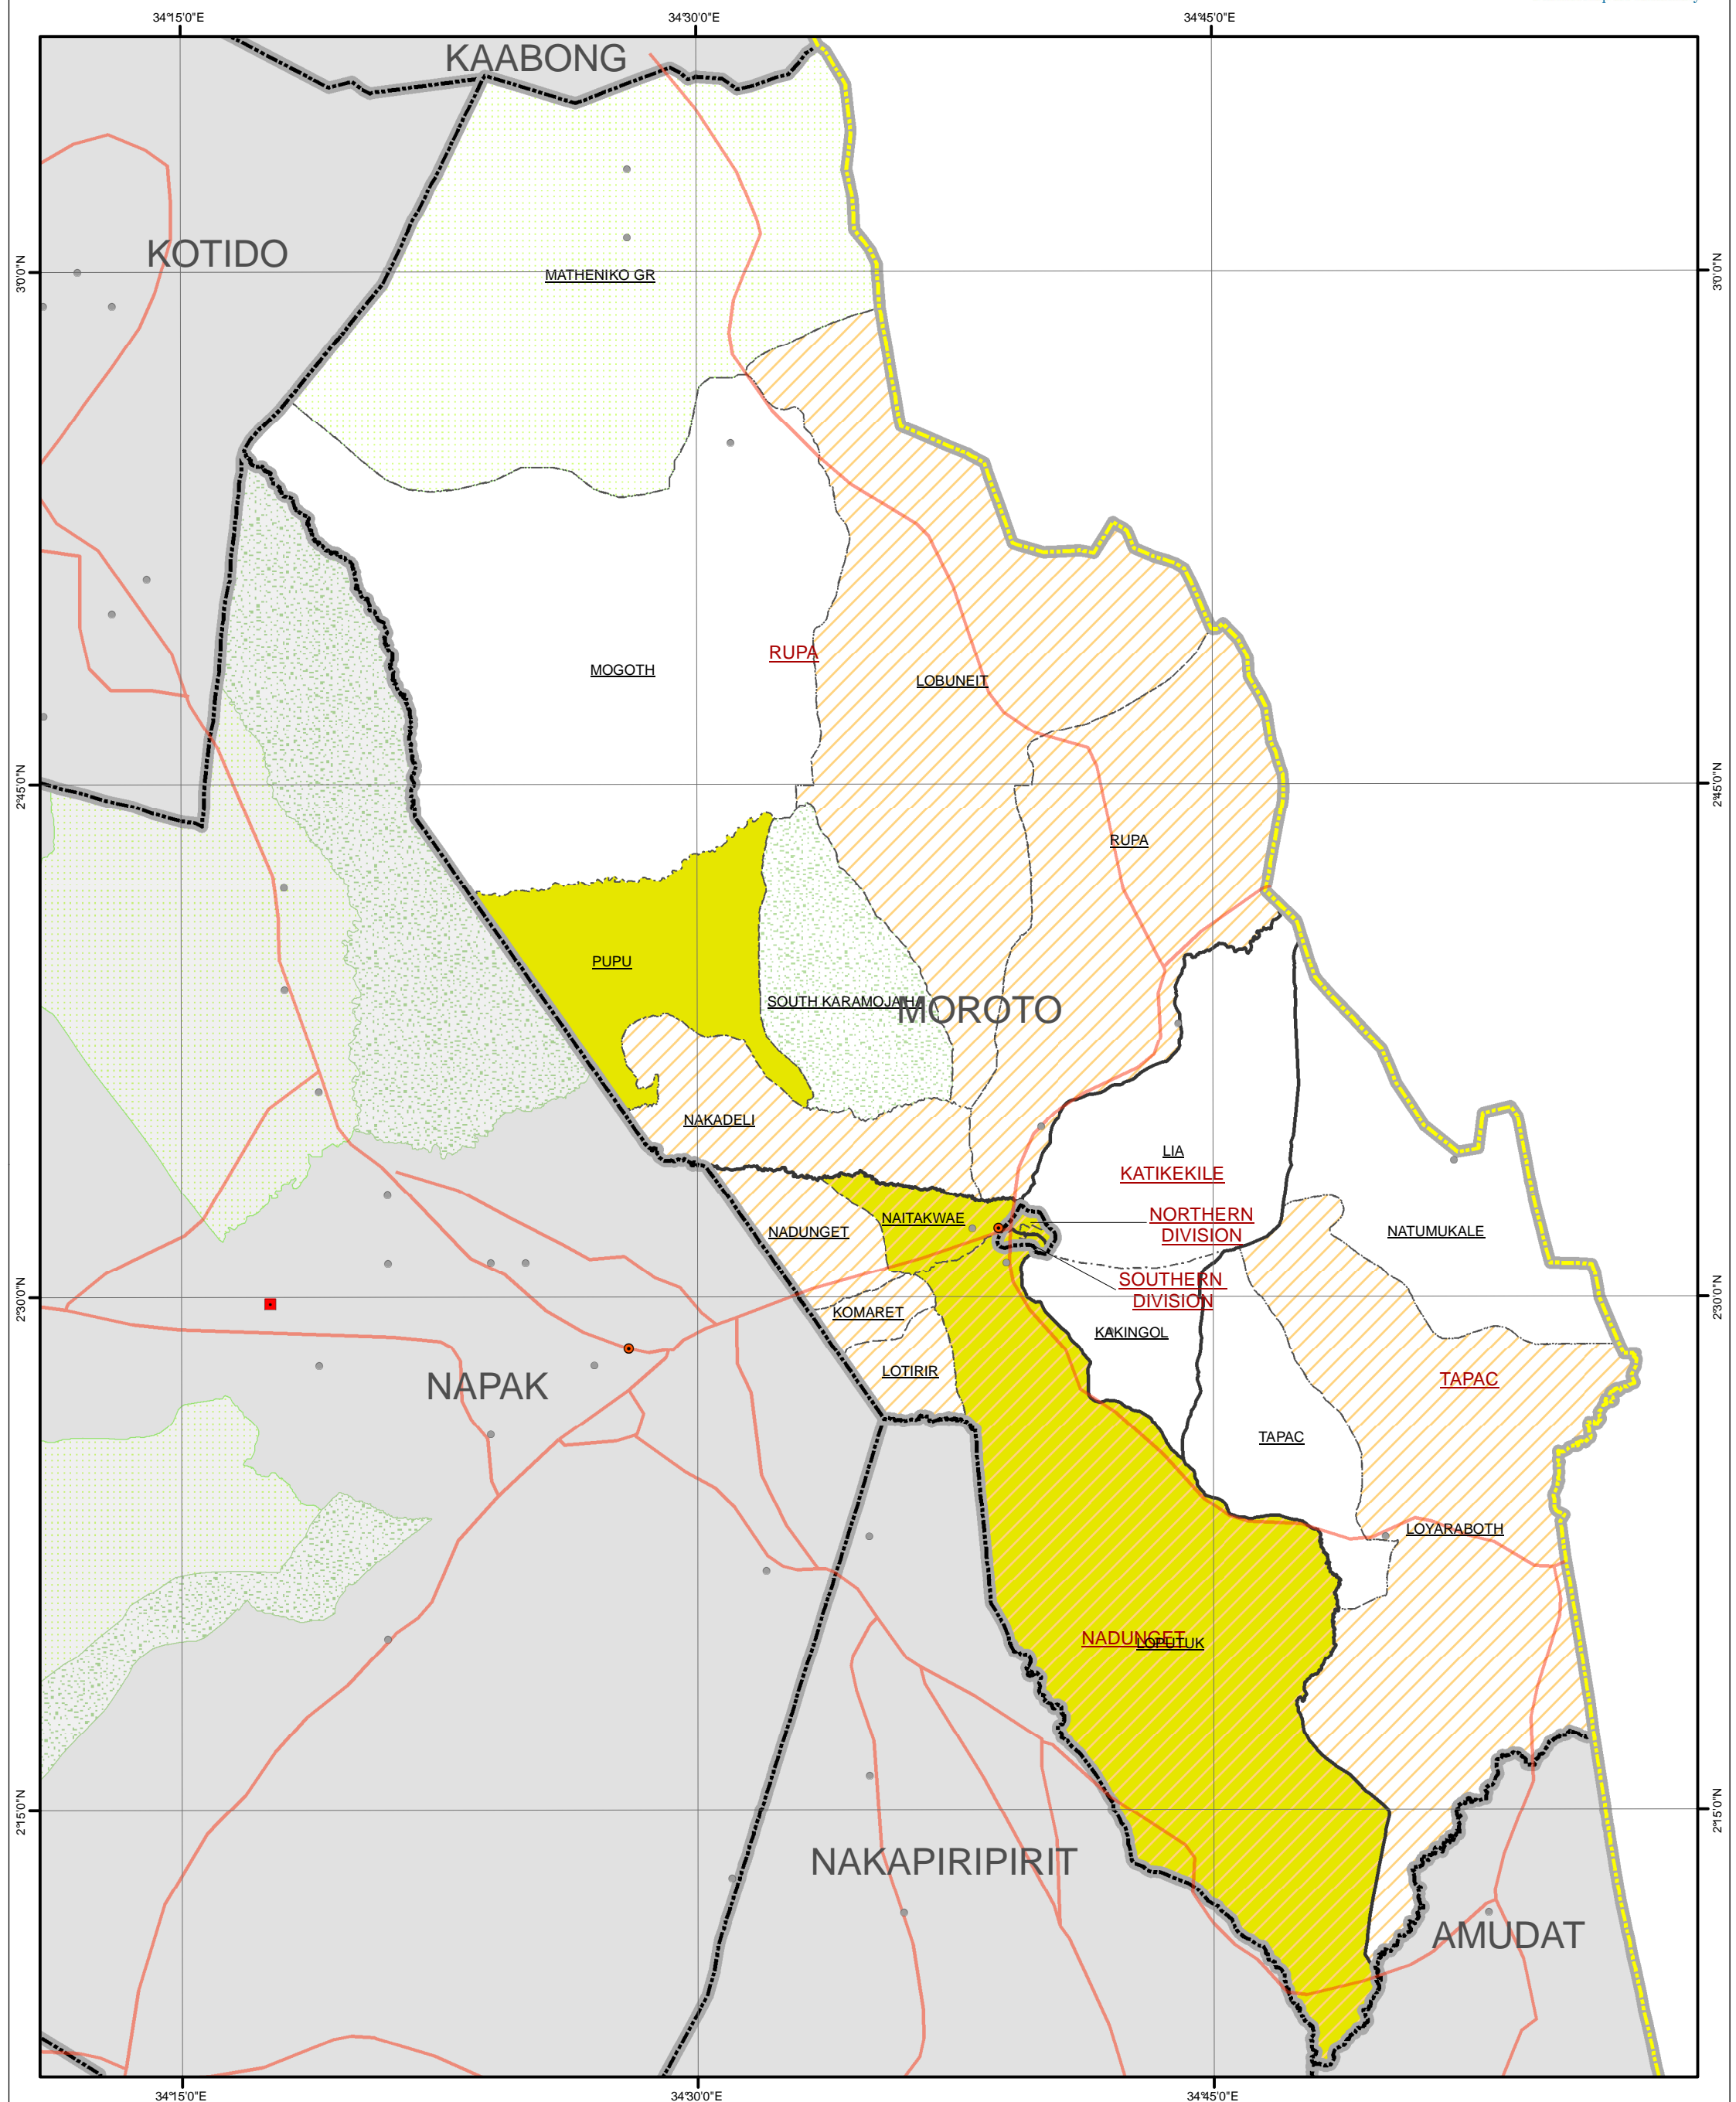 34°15'0"E
34°30'0"E
34°45'0"E
KAABONG
KOTIDO
3°0'0"N
3°0'0"N
MATHENIKO GR
RUPA
MOGOTH
LOBUNEIT
2°45'0"N
2°45'0"N
RUPA
PUPU
SOUTH KARAMOJA
MOROTO
NAKADELI
LIA
KATIKEKILE
NADUNGET
NAITAKWAE
NORTHERN
DIVISION
NATUMUKALE
SOUTHERN
DIVISION
2°30'0"N
2°30'0"N
KOMARET
KAKINGOL
LOTIRIR
NAPAK
TAPAC
TAPAC
LOYARABOTH
NADUNGET
LOPUTUK
2°15'0"N
2°15'0"N
NAKAPIRIPIRIT
AMUDAT
34°15'0"E
34°30'0"E
34°45'0"E